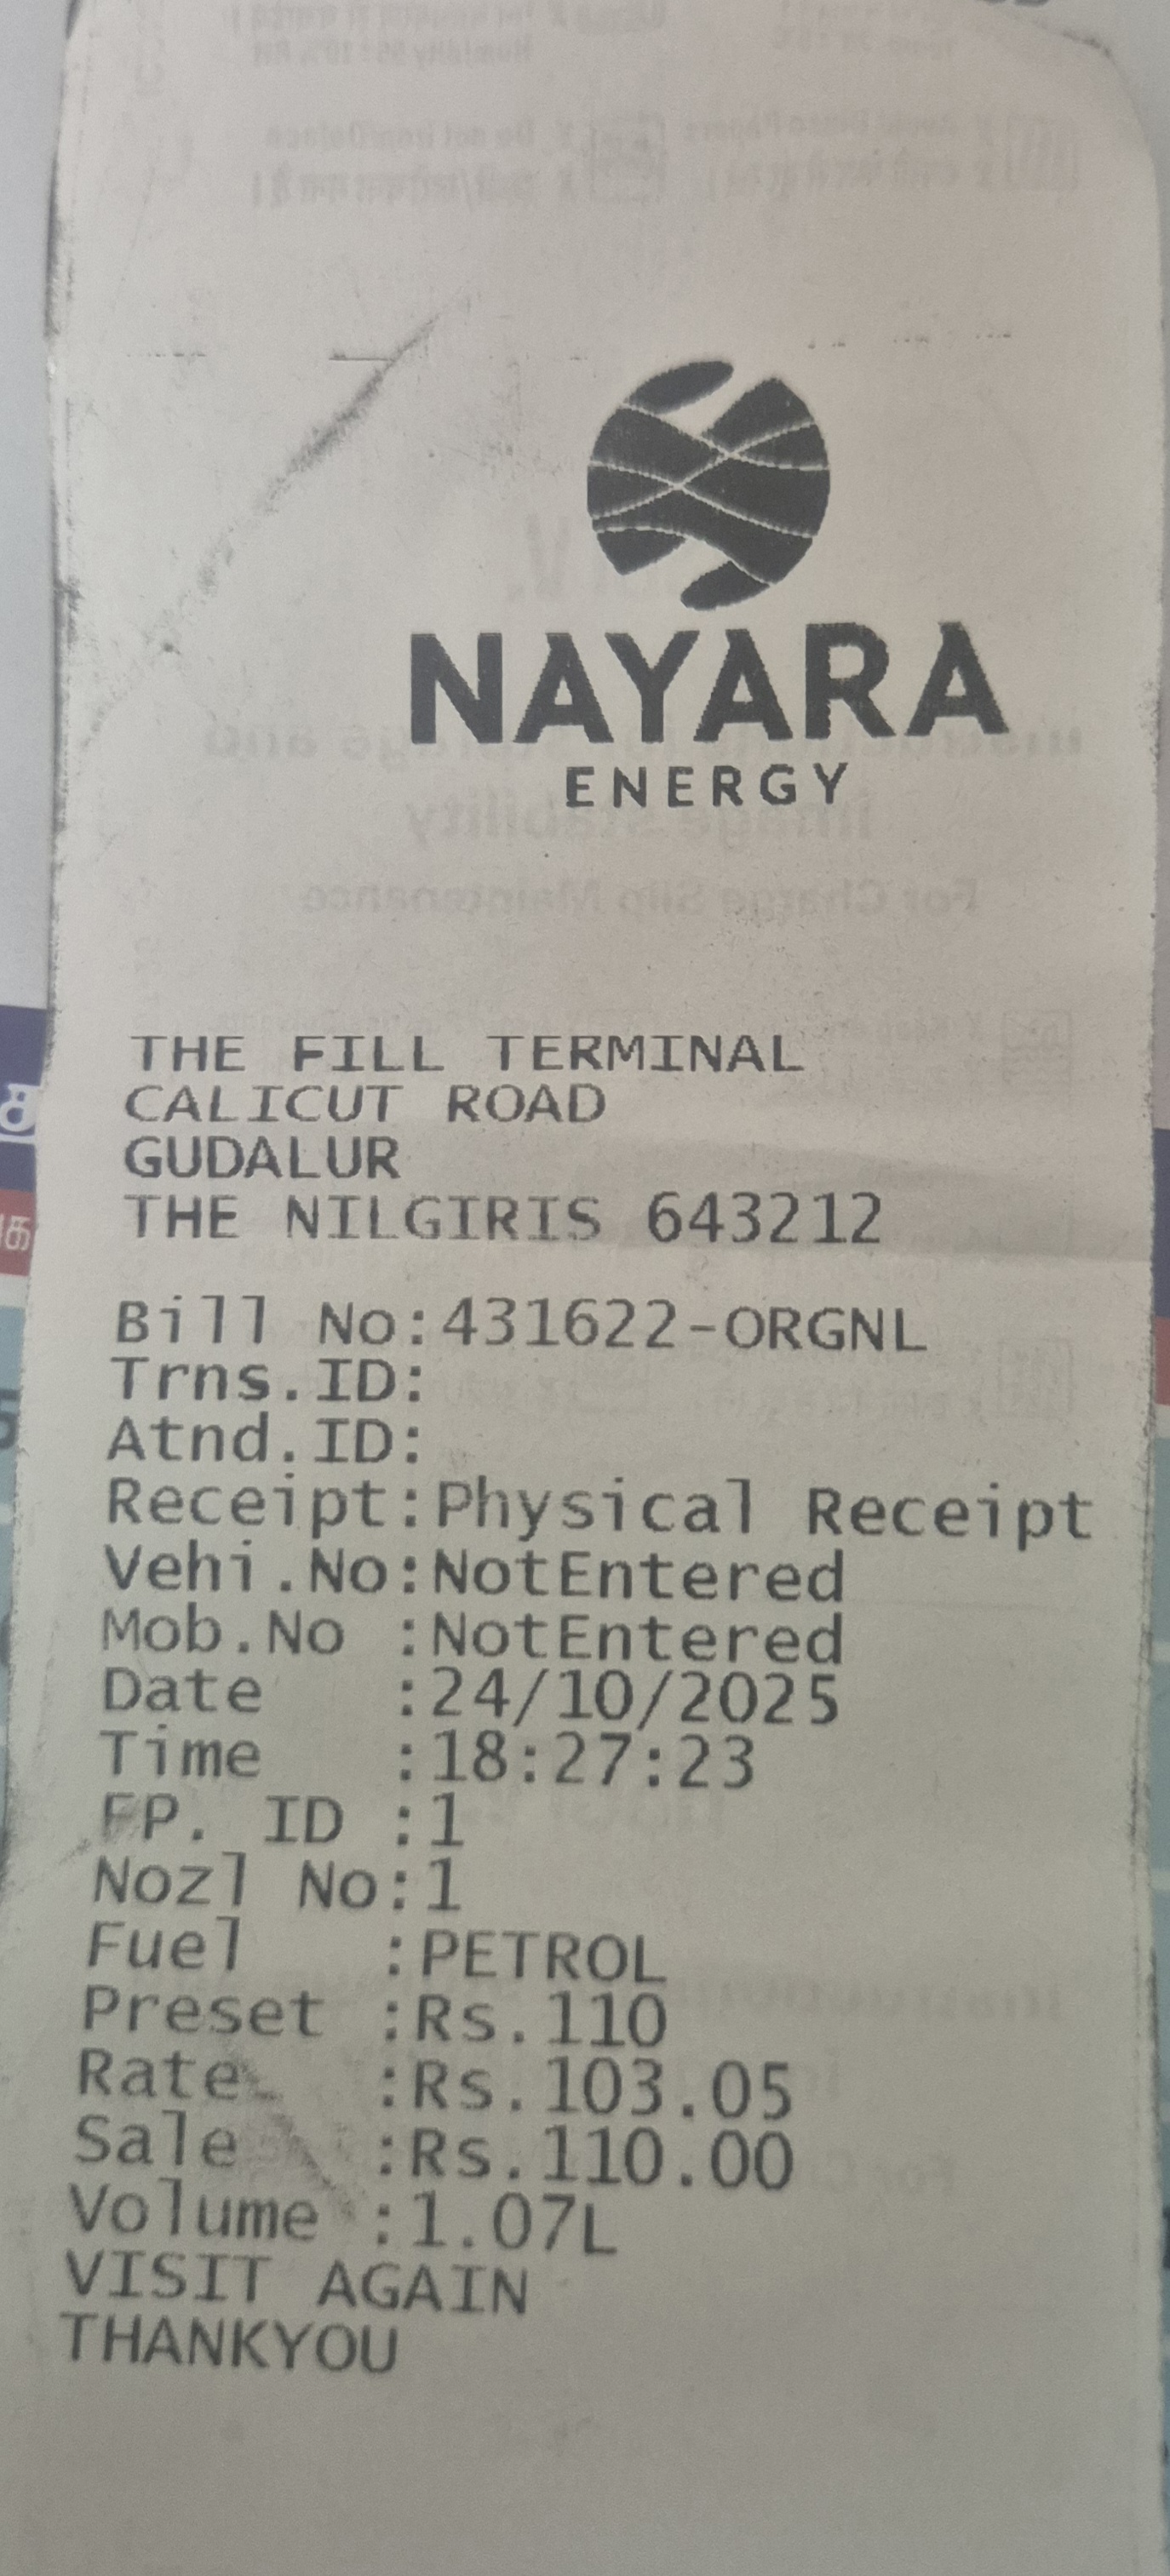 NAYARA
ENERGY
THE FILL TERMINAL
CALICUT ROAD
GUDALUR
THE NILGIRIS 643212
Bill No:431622-ORGNL
Trns.ID:
Atnd.ID:
Receipt:Physical Receipt
Vehi.No:NotEntered
Mob.No :NotEntered
Date :24/10/2025
Time :18:27:23
FP. ID :1
Nozl No:1
Fuel :PETROL
Preset :Rs.110
Rate :Rs.103.05
Sale :Rs.110.00
Volume :1.07L
VISIT AGAIN
THANKYOU